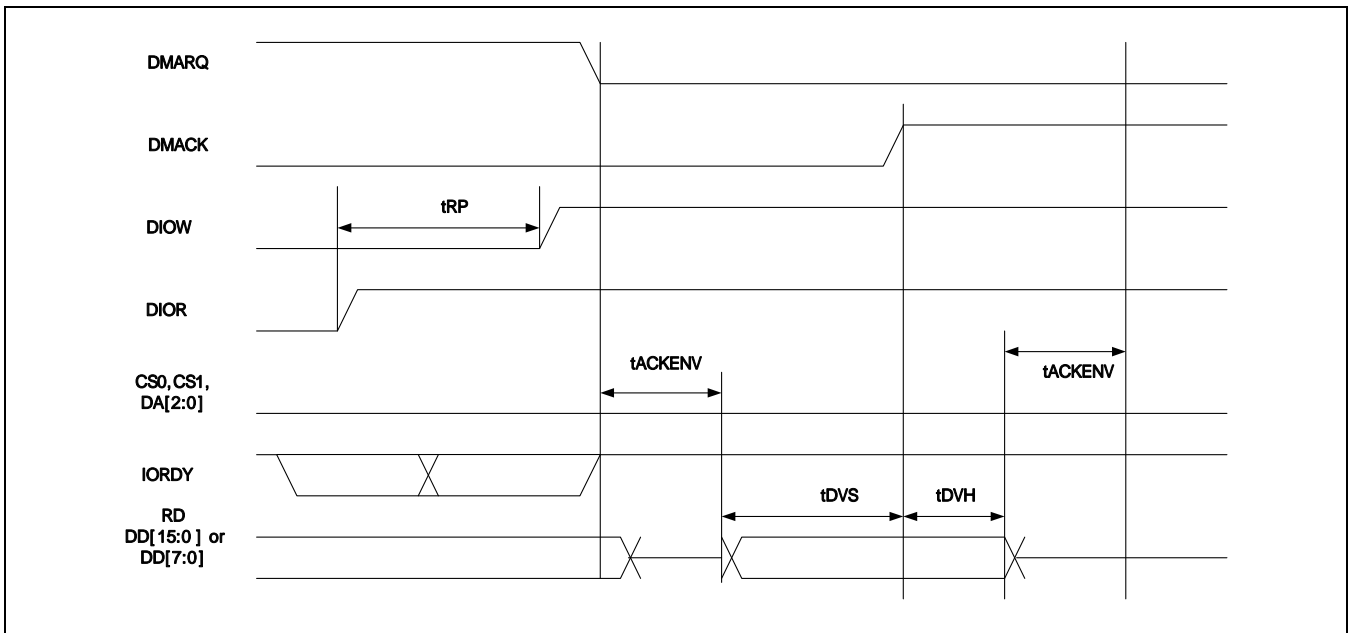 DMARQ
DMACK
tRP
DIOW
DIOR
tACKENV
tACKENV
CS0, CS1,
DA[2:0]
IORDY
tDVS
tDVH
RD
DD[15:0] or
DD[7:0]